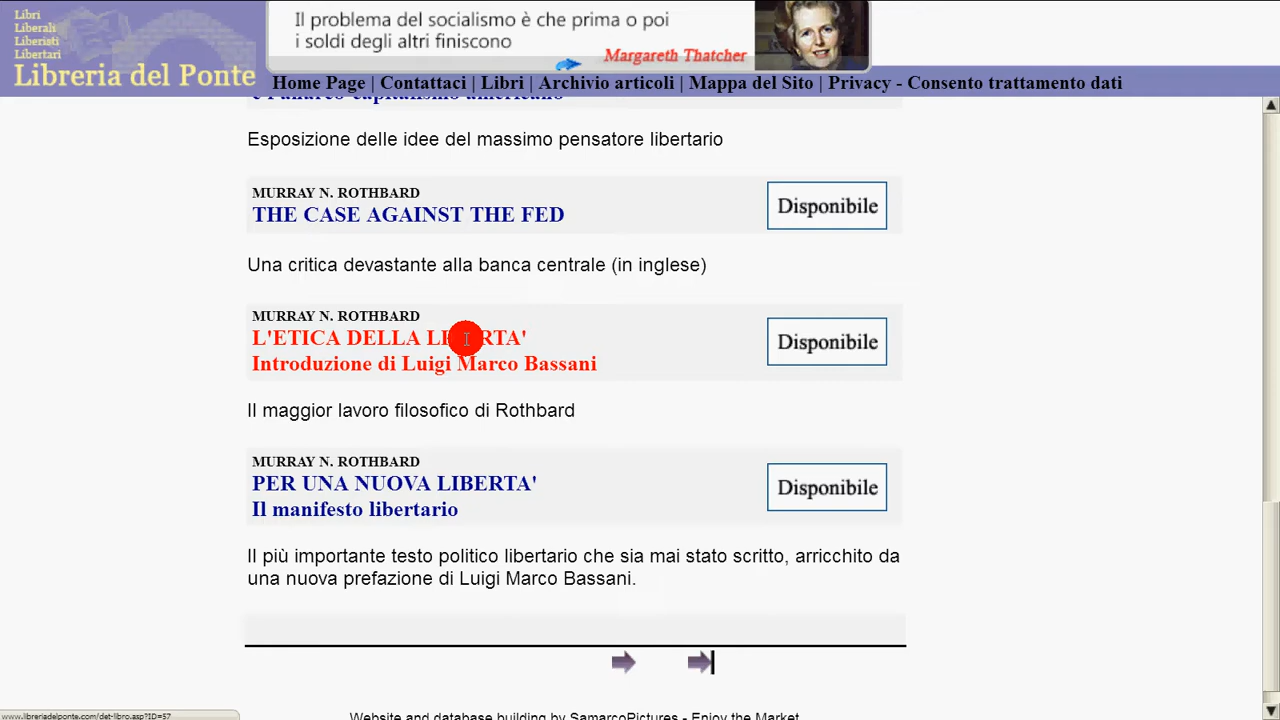 Libri
Liberali
Liberisti
Libertari
Libreria del Ponte
Il problema del socialismo è che prima o poi
i soldi degli altri finiscono
Margareth Thatcher
Home Page | Contattaci | Libri | Archivio articoli | Mappa del Sito | Privacy - Consento trattamento dati
Esposizione delle idee del massimo pensatore libertario
MURRAY N. ROTHBARD
THE CASE AGAINST THE FED
Disponibile
Una critica devastante alla banca centrale (in inglese)
MURRAY N. ROTHBARD
L'ETICA DELLA LIBERTA'
Introduzione di Luigi Marco Bassani
Disponibile
Il maggior lavoro filosofico di Rothbard
MURRAY N. ROTHBARD
PER UNA NUOVA LIBERTA'
Il manifesto libertario
Disponibile
Il più importante testo politico libertario che sia mai stato scritto, arricchito da
una nuova prefazione di Luigi Marco Bassani.
Website and database building by SamarcoPictures - Enjoy the Market
www.libreriadelponte.com/det-libro.asp?ID=57